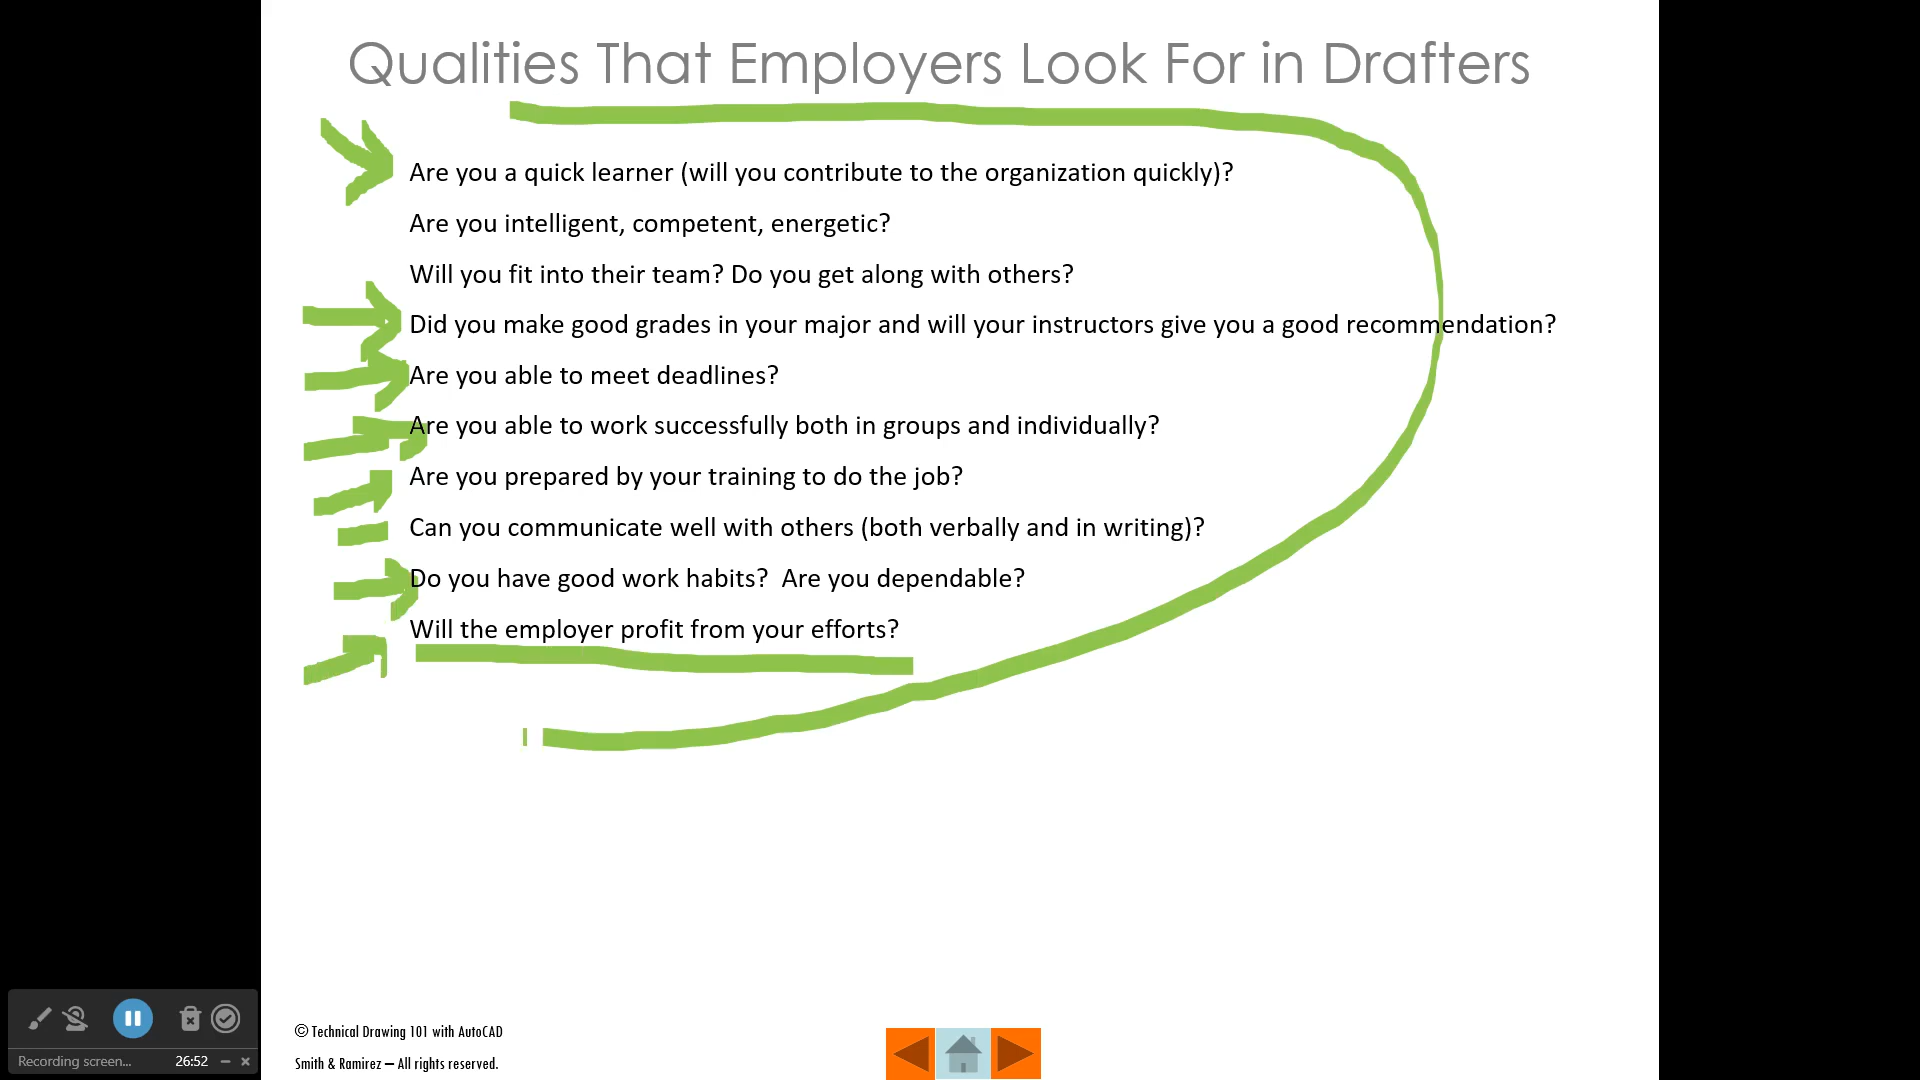 Qualities That Employers Look For in Drafters
Are you a quick learner (will you contribute to the organization quickly)?
Are you intelligent, competent, energetic?
Will you fit into their team? Do you get along with others?
Did you make good grades in your major and will your instructors give you a good recommendation?
Are you able to meet deadlines?
Are you able to work successfully both in groups and individually?
Are you prepared by your training to do the job?
Can you communicate well with others (both verbally and in writing)?
Do you have good work habits?  Are you dependable?
Will the employer profit from your efforts?
© Technical Drawing 101 with AutoCAD
Smith & Ramirez – All rights reserved.
Recording screen... 26:52